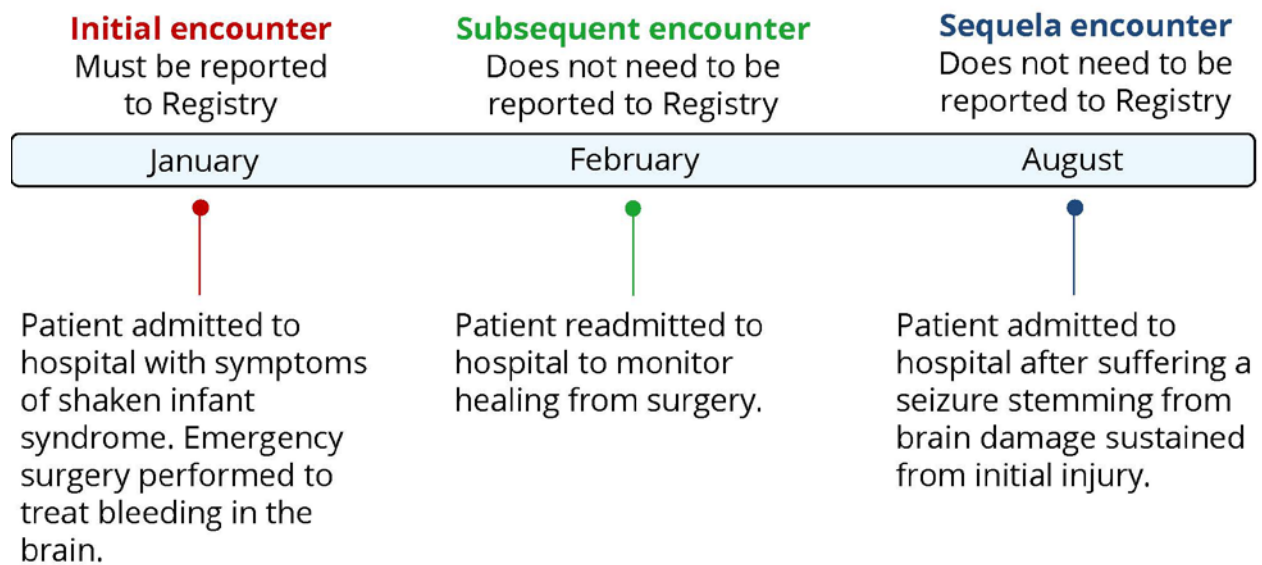 Initial encounter
Must be reported
to Registry
Subsequent encounter
Does not need to be
reported to Registry
Sequela encounter
Does not need to be
reported to Registry
January
February
August
Patient admitted to
hospital with symptoms
of shaken infant
syndrome. Emergency
surgery performed to
treat bleeding in the
brain.
Patient readmitted to
hospital to monitor
healing from surgery.
Patient admitted to
hospital after suffering a
seizure stemming from
brain damage sustained
from initial injury.